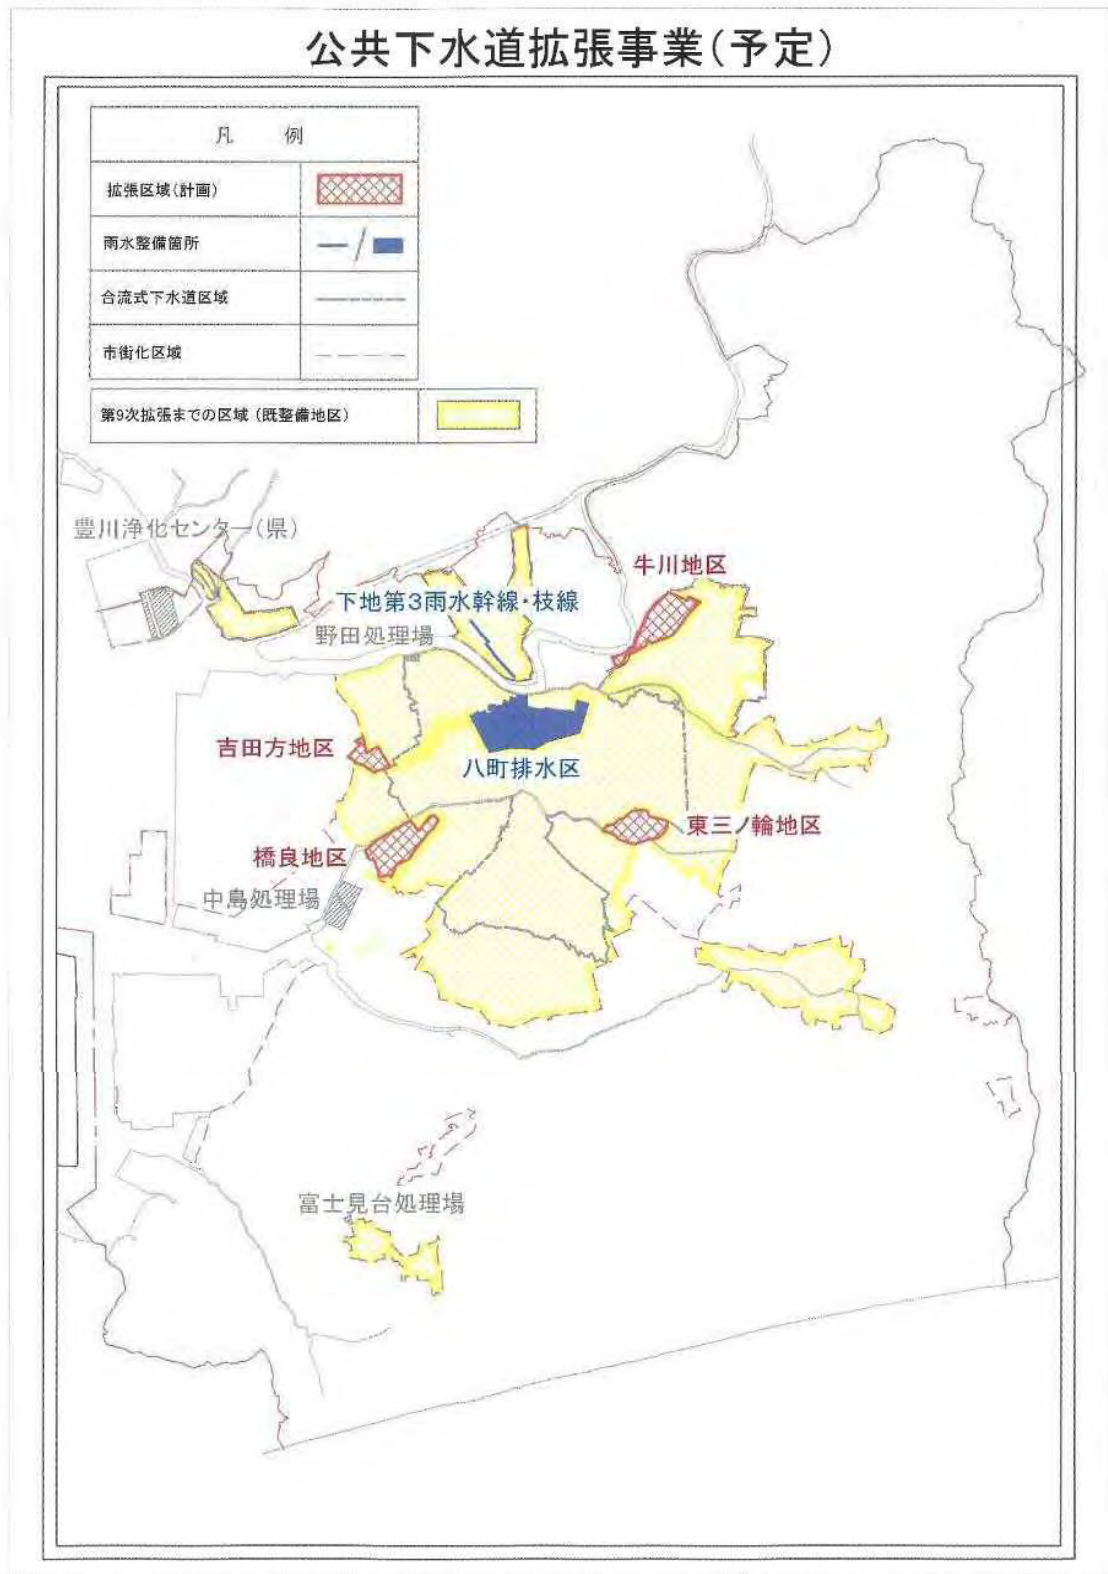 公共下水道拡張事業(予定)
凡 例
拡張区域(計画)
雨水整備箇所
合流式下水道区域
市街化区域
第9次拡張までの区域(既整備地区)
豊川浄化センター(県)
牛川地区
下地第3雨水幹線・枝線
野田処理場
吉田方地区
八町排水区
東三ノ輪地区
橋良地区
中島処理場
富士見台処理場